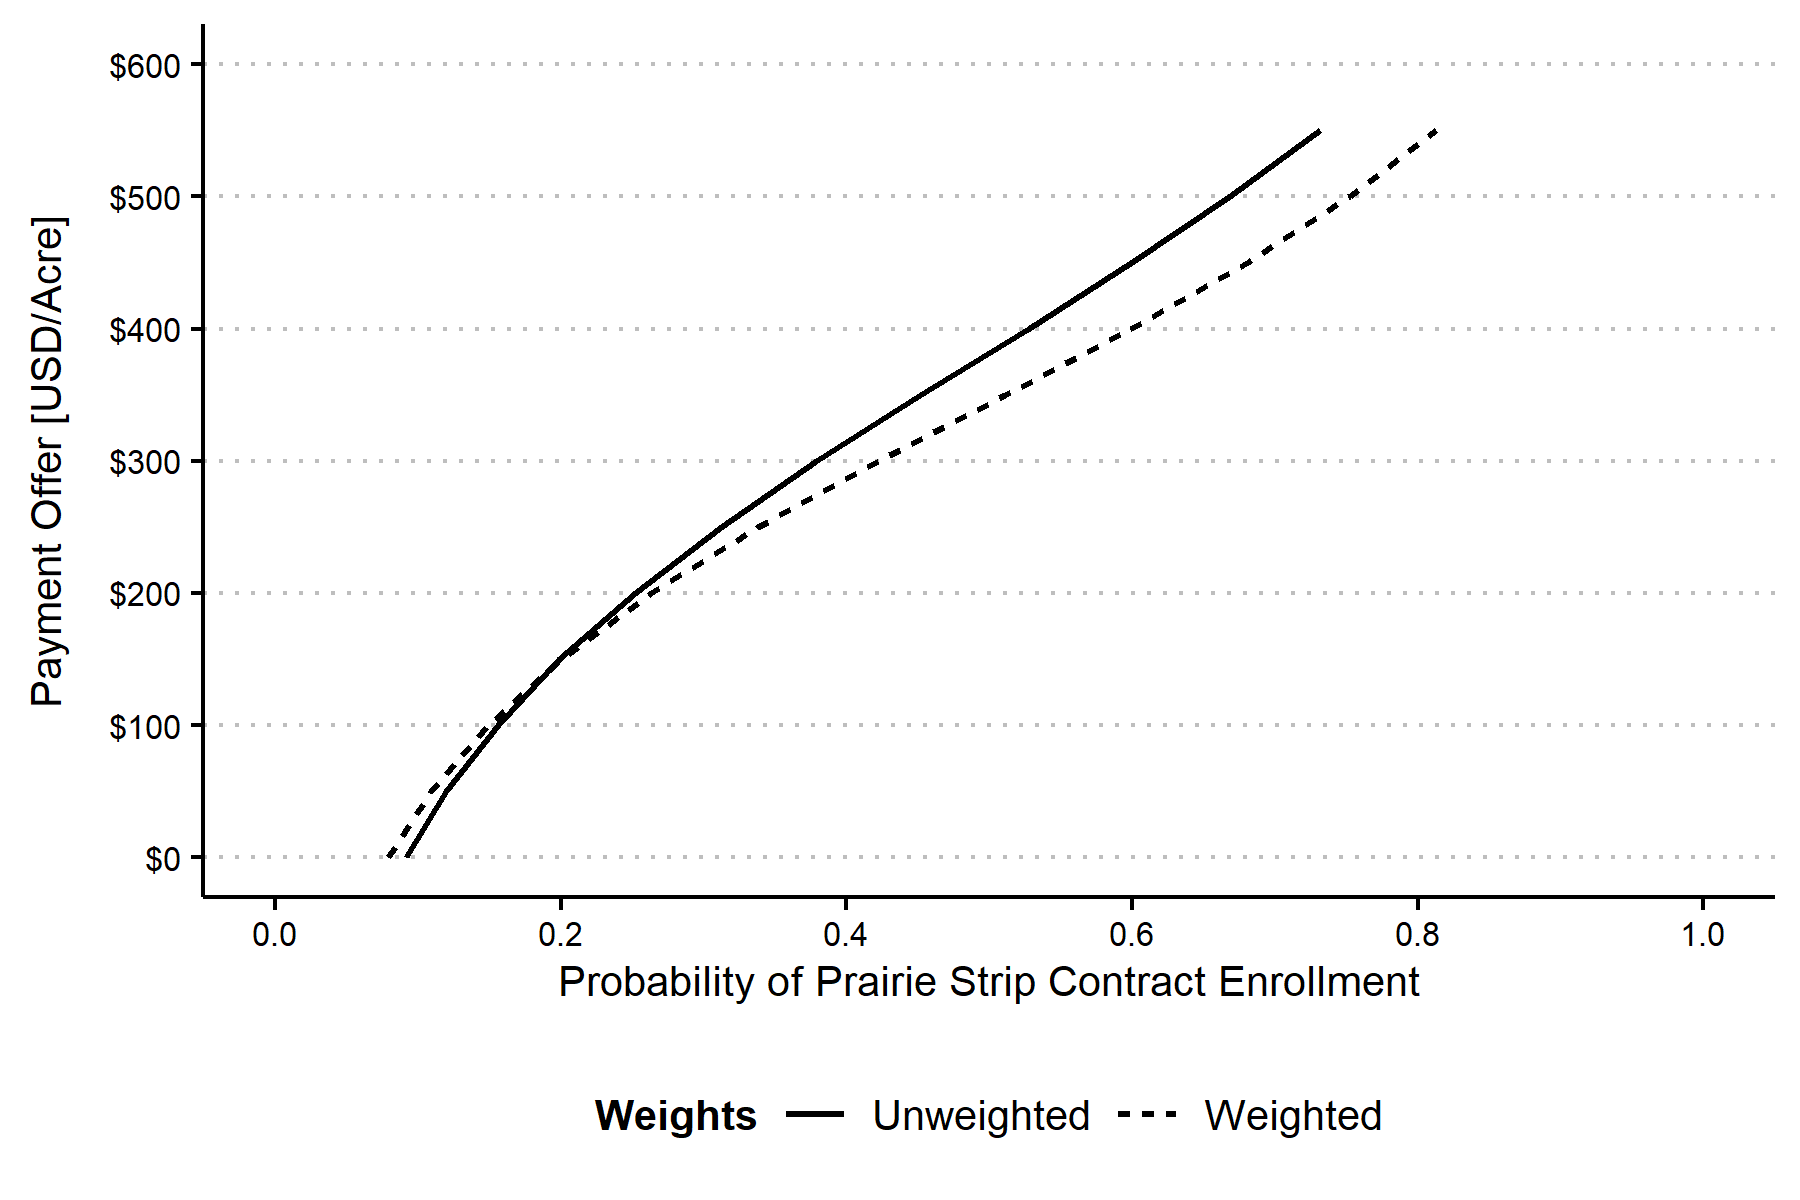 $600
$500
$400
$300
$200
$100
$0
Payment Offer [USD/Acre]
0.0 0.2 0.4 0.6 0.8 1.0
Probability of Prairie Strip Contract Enrollment
Weights Unweighted Weighted